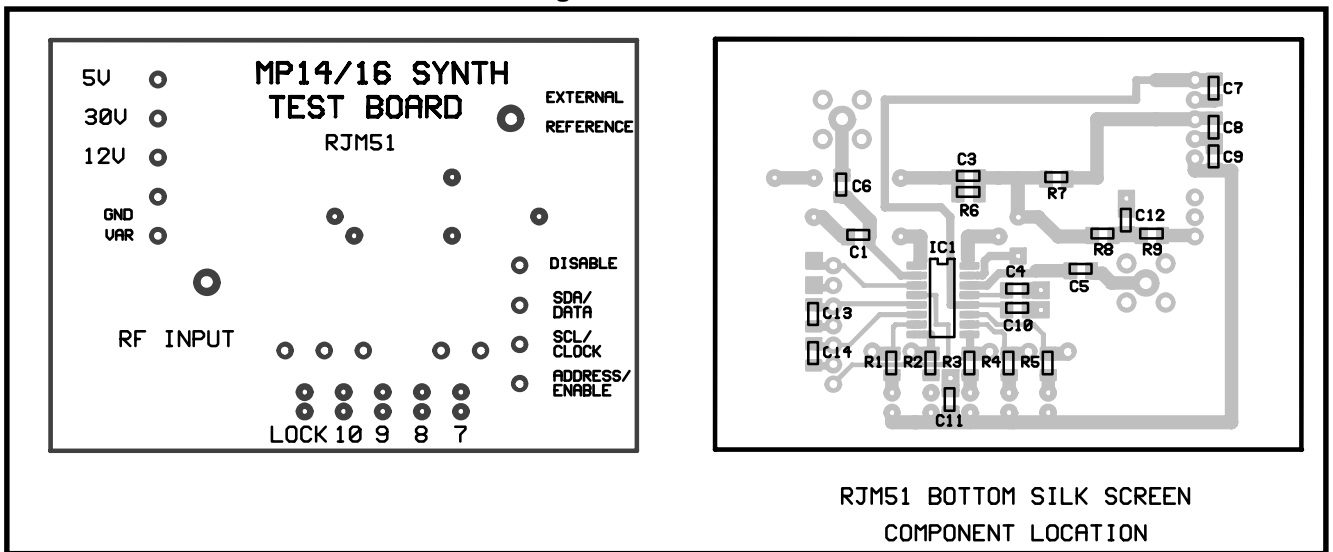 MP14/16 SYNTH
TEST BOARD
RJM51
5V
30V
12V
GND
VAR
EXTERNAL
REFERENCE
RF INPUT
DISABLE
SDA/
DATA
SCL/
CLOCK
ADDRESS/
ENABLE
LOCK 10 9 8 7
C7
C8
C9
C3
R6
R7
C6
C1
C12
R8 R9
IC1
C4
C5
C10
C13
C14
R1 R2 R3 R4 R5
C11
RJM51 BOTTOM SILK SCREEN
COMPONENT LOCATION